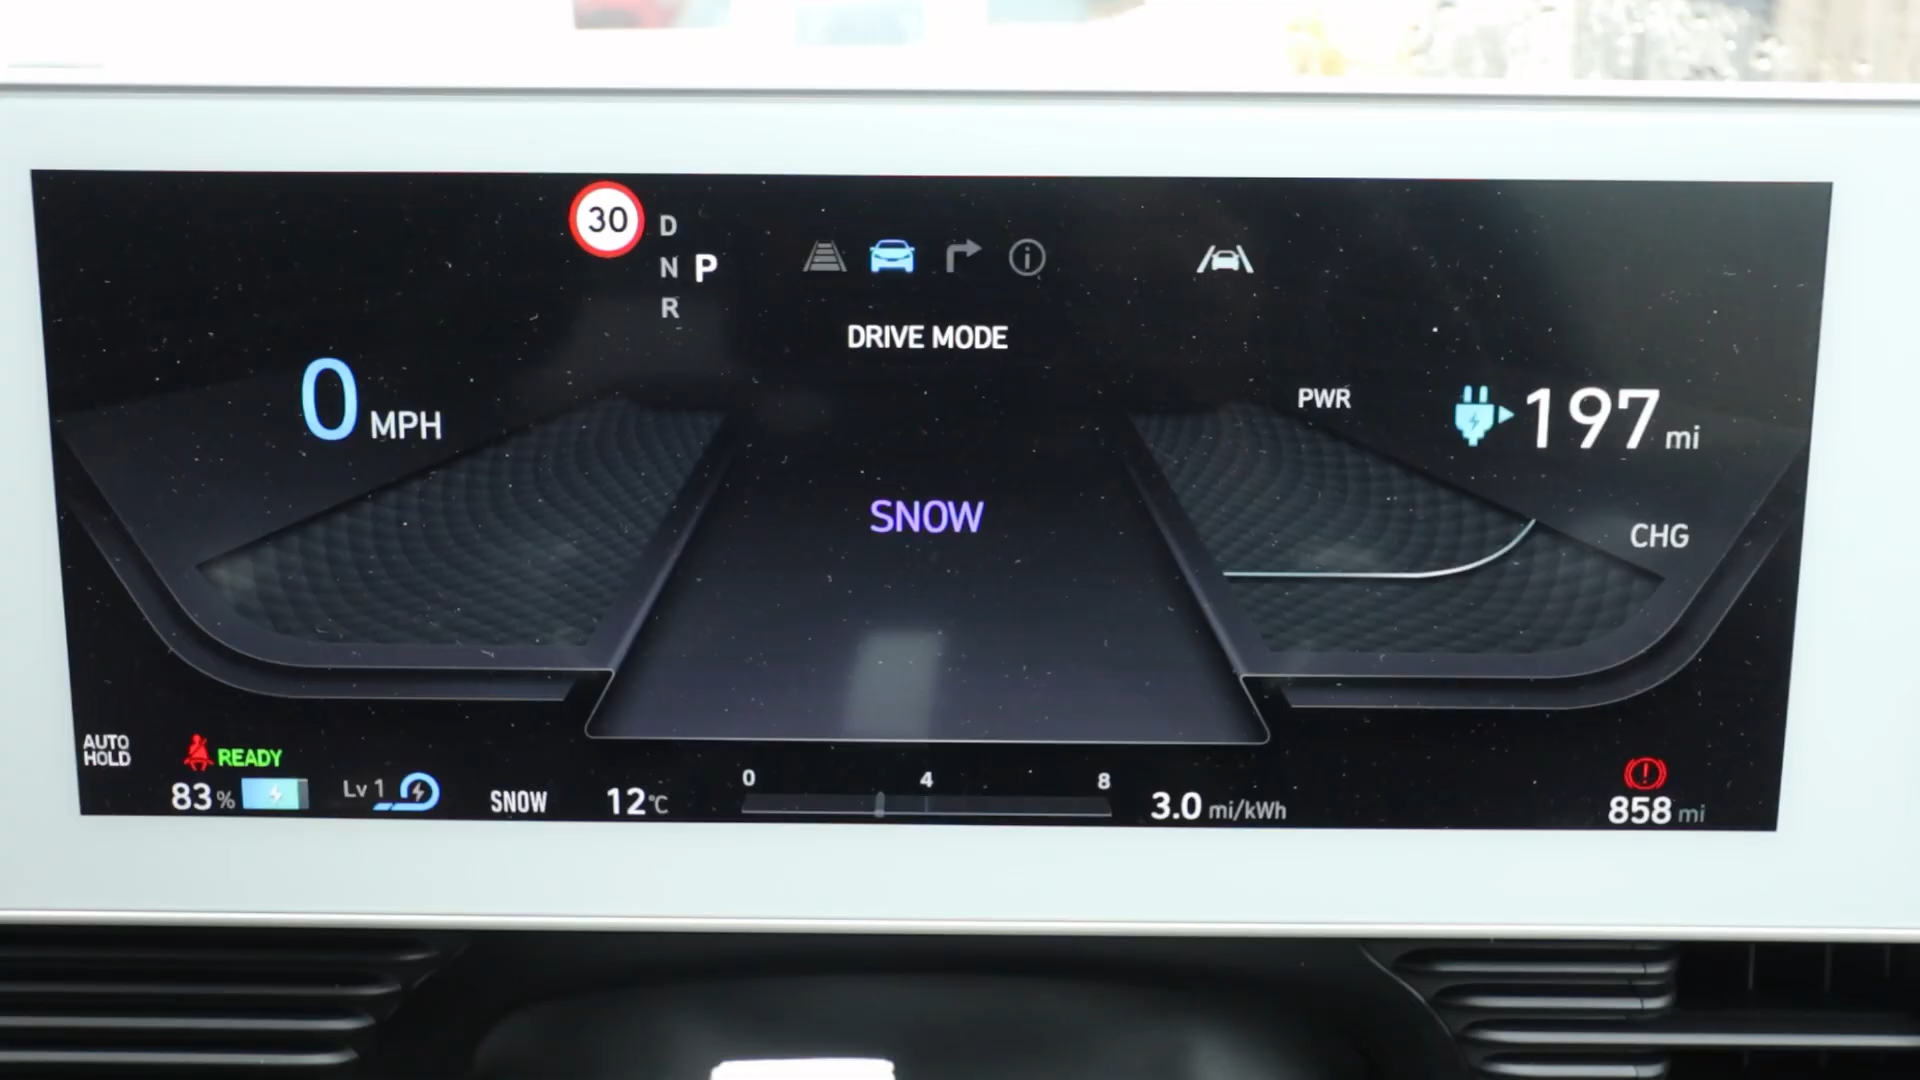 30
D
N P
R
DRIVE MODE
0 MPH
PWR
197 mi
SNOW
CHG
AUTO HOLD
READY
83%
Lv 1
SNOW
12°C
0 4 8
3.0 mi/kWh
858 mi